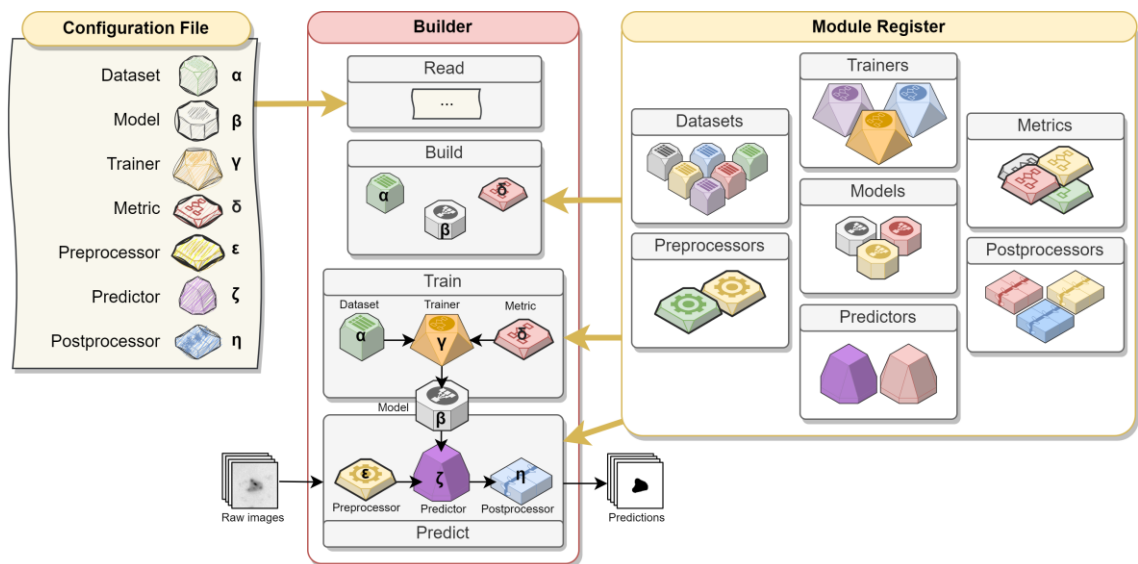 Configuration File
Dataset α
Model β
Trainer γ
Metric δ
Preprocessor ε
Predictor ζ
Postprocessor η
Builder
Read
...
Build
α
δ
β
Train
Dataset Trainer Metric
α γ δ
Model
β
ε ζ η
Preprocessor Predictor Postprocessor
Predict
Raw images
Predictions
Module Register
Trainers
Datasets
Metrics
Models
Preprocessors
Postprocessors
Predictors